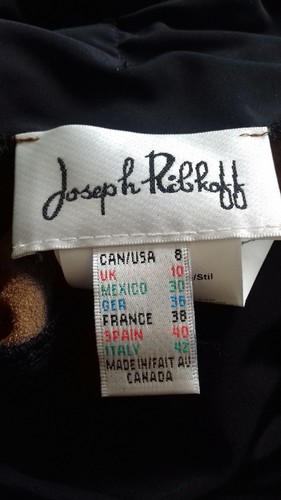 Joseph Ribkoff
CAN/USA 8
UK 10
/Stil
MEXICO 30
GER 36
FRANCE 38
SPAIN 40
ITALY 42
MADE IN/FAIT AU
CANADA